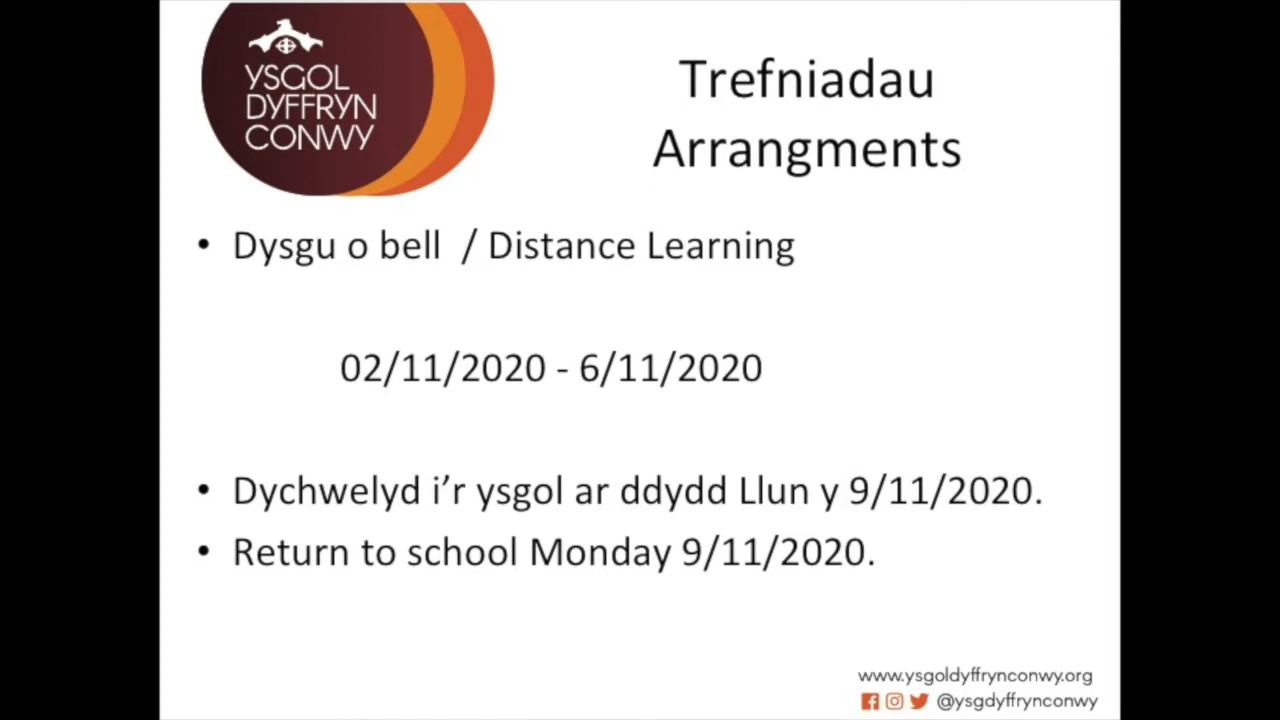 YSGOL
DYFFRYN
CONWY
Trefniadau
Arrangments
• Dysgu o bell / Distance Learning
02/11/2020 - 6/11/2020
• Dychwelyd i’r ysgol ar ddydd Llun y 9/11/2020.
• Return to school Monday 9/11/2020.
www.ysgoldyffrynconwy.org
@ysgdyffrynconwy